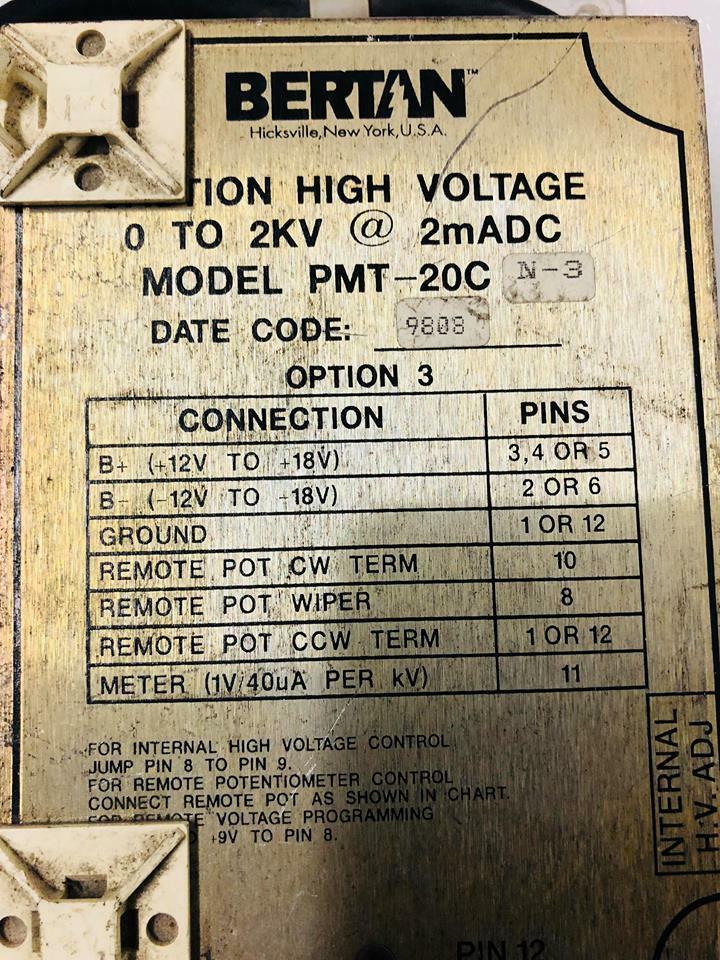 BERTAN™
Hicksville, New York, U.S.A.
TION HIGH VOLTAGE
0 TO 2KV @ 2mADC
MODEL PMT-20C N-3
DATE CODE: 9808
OPTION 3
CONNECTION PINS
B+ (+12V TO +18V) 3,4 OR 5
B- (-12V TO -18V) 2 OR 6
GROUND 1 OR 12
REMOTE POT CW TERM 10
REMOTE POT WIPER 8
REMOTE POT CCW TERM 1 OR 12
METER (1V/40uA PER kV) 11
FOR INTERNAL HIGH VOLTAGE CONTROL
JUMP PIN 8 TO PIN 9.
FOR REMOTE POTENTIOMETER CONTROL
CONNECT REMOTE POT AS SHOWN IN CHART.
FOR REMOTE VOLTAGE PROGRAMMING
+9V TO PIN 8.
INTERNAL
H.V. ADJ
PIN 12